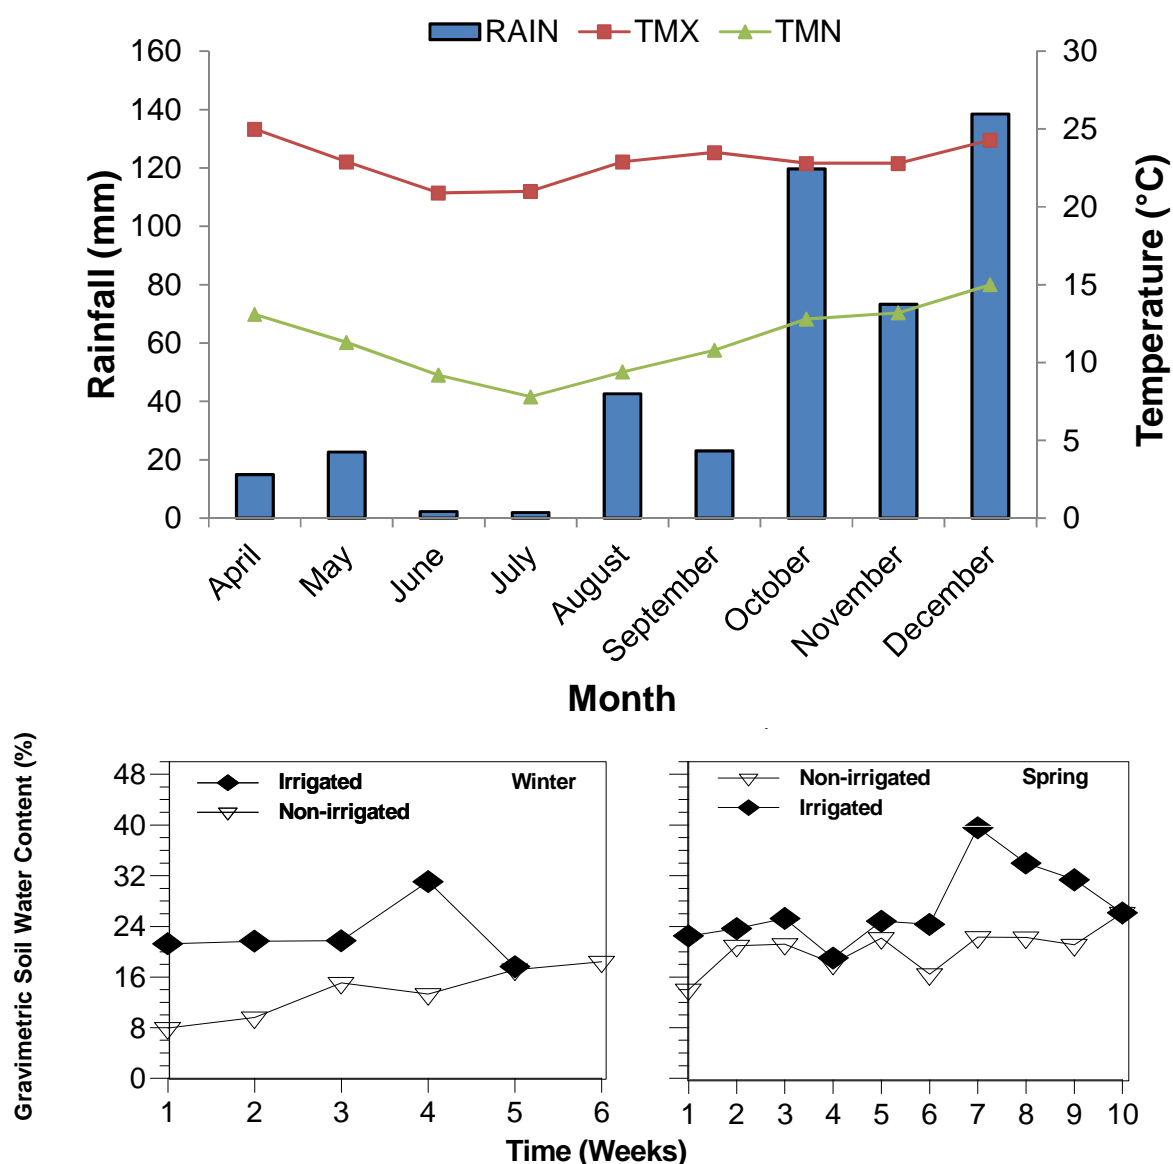 RAIN TMX TMN
160 30
140
25
120
20
100
80 15
60
10
40
5
20
0 0
Rainfall (mm)
Temperature (°C)
April May June July August September October November December
Month
Gravimetric Soil Water Content (%)
48
40
32
24
16
8
0
Irrigated Winter
Non-irrigated
1 2 3 4 5 6
Non-irrigated Spring
Irrigated
1 2 3 4 5 6 7 8 9 10
Time (Weeks)